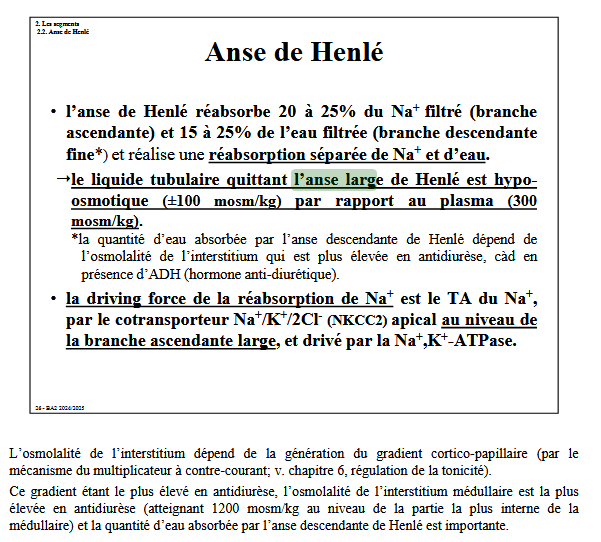 2. Les segments
2.2. Anse de Henlé
Anse de Henlé
• l’anse de Henlé réabsorbe 20 à 25% du Na+ filtré (branche
ascendante) et 15 à 25% de l’eau filtrée (branche descendante
fine*) et réalise une réabsorption séparée de Na+ et d’eau.
→le liquide tubulaire quittant l’anse large de Henlé est hypo-
osmotique (±100 mosm/kg) par rapport au plasma (300
mosm/kg).
*la quantité d’eau absorbée par l’anse descendante de Henlé dépend de
l’osmolalité de l’interstitium qui est plus élevée en antidiurèse, càd en
présence d’ADH (hormone anti-diurétique).
• la driving force de la réabsorption de Na+ est le TA du Na+,
par le cotransporteur Na+/K+/2Cl- (NKCC2) apical au niveau de
la branche ascendante large, et drivé par la Na+,K+-ATPase.
26 - BA2 2024/2025
L’osmolalité de l’interstitium dépend de la génération du gradient cortico-papillaire (par le
mécanisme du multiplicateur à contre-courant; v. chapitre 6, régulation de la tonicité).
Ce gradient étant le plus élevé en antidiurèse, l’osmolalité de l’interstitium médullaire est la plus
élevée en antidiurèse (atteignant 1200 mosm/kg au niveau de la partie la plus interne de la
médullaire) et la quantité d’eau absorbée par l’anse descendante de Henlé est importante.